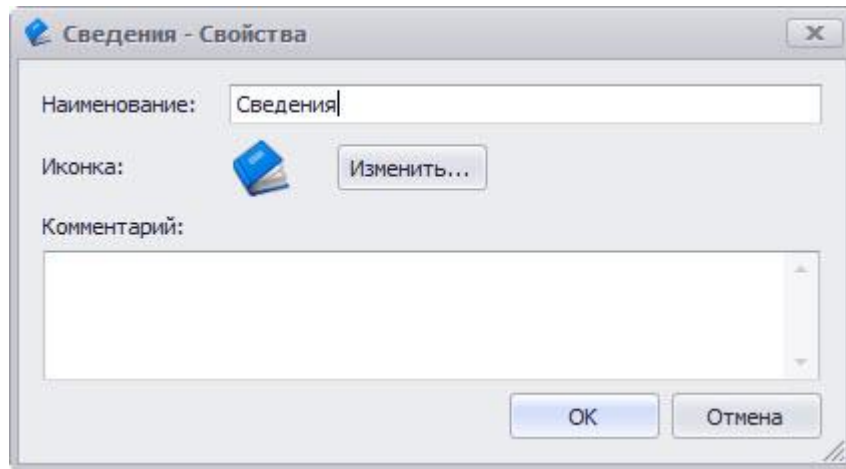 Сведения - Свойства
Наименование: Сведения
Иконка: Изменить...
Комментарий:
OK Отмена